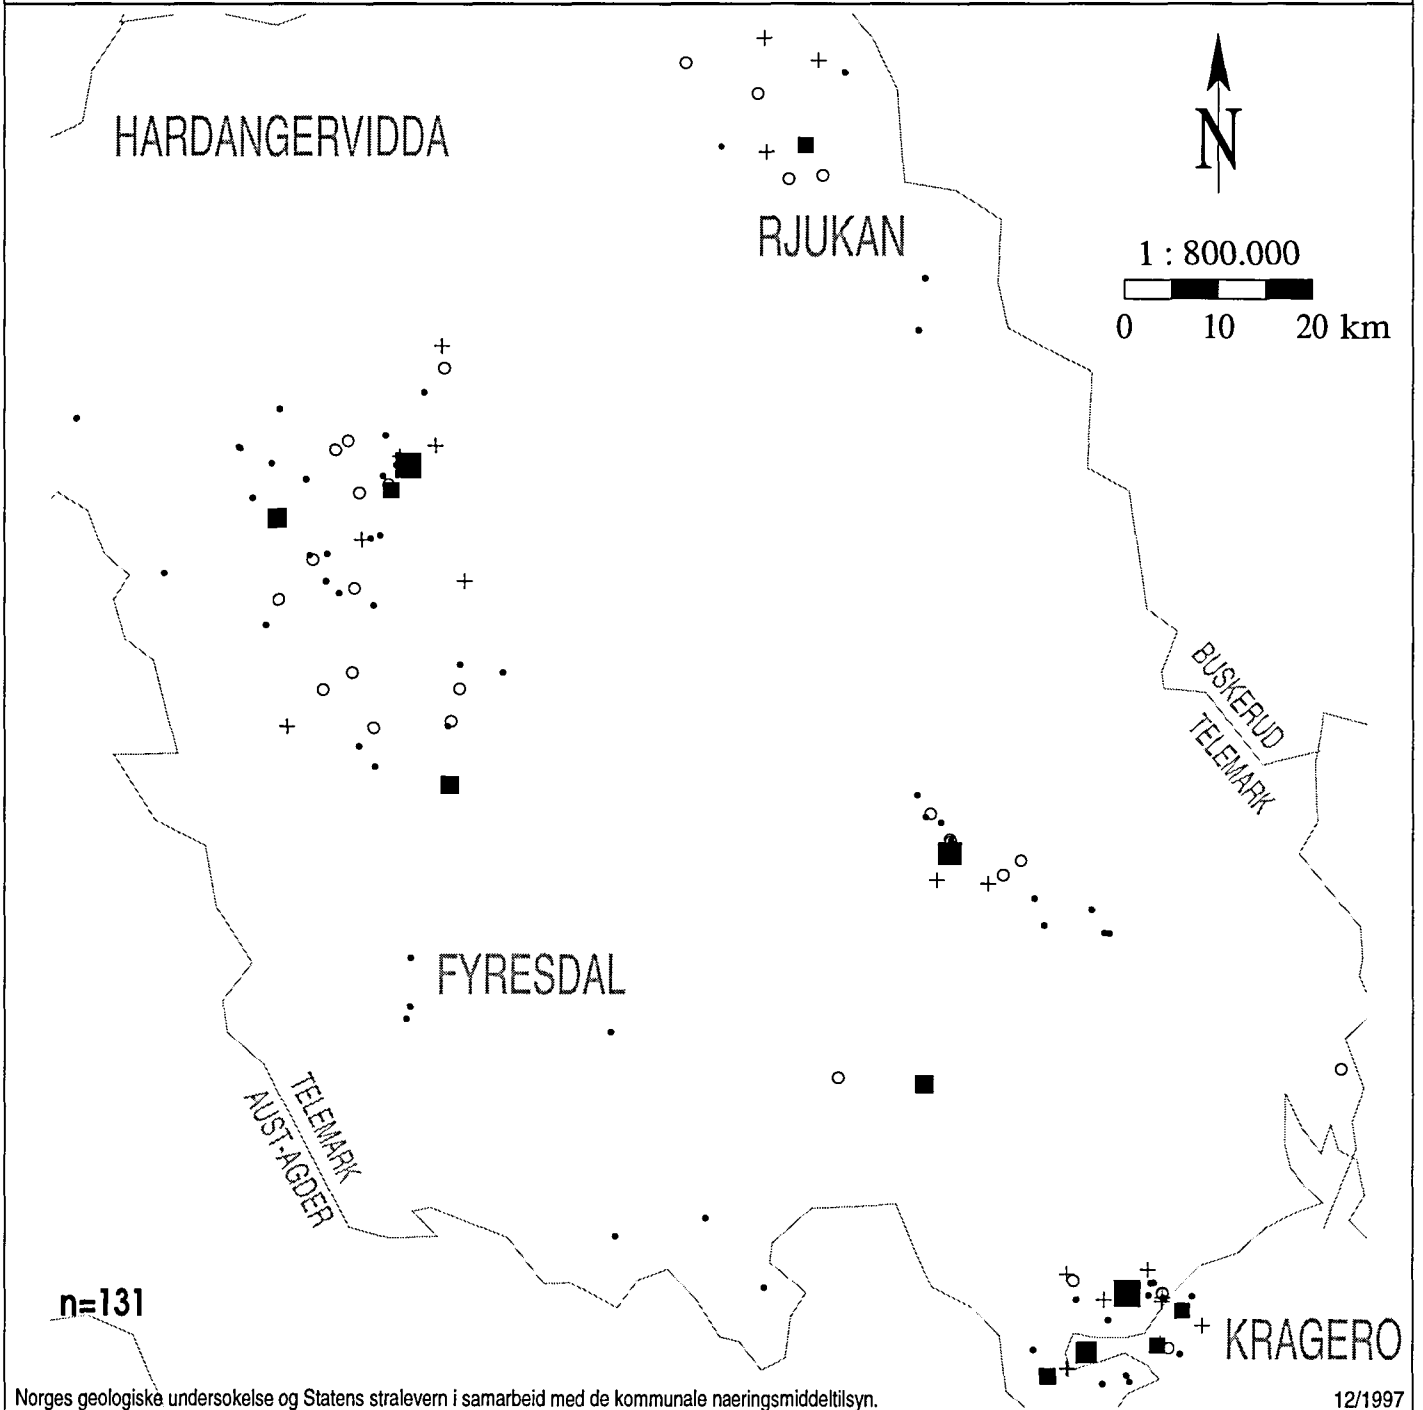 HARDANGERVIDDA
N
RJUKAN
1 : 800.000
0 10 20 km
BUSKERUD
TELEMARK
FYRESDAL
TELEMARK
AUST-AGDER
n=131
KRAGERO
Norges geologiske undersokelse og Statens stralevern i samarbeid med de kommunale naeringsmiddeltilsyn.
12/1997